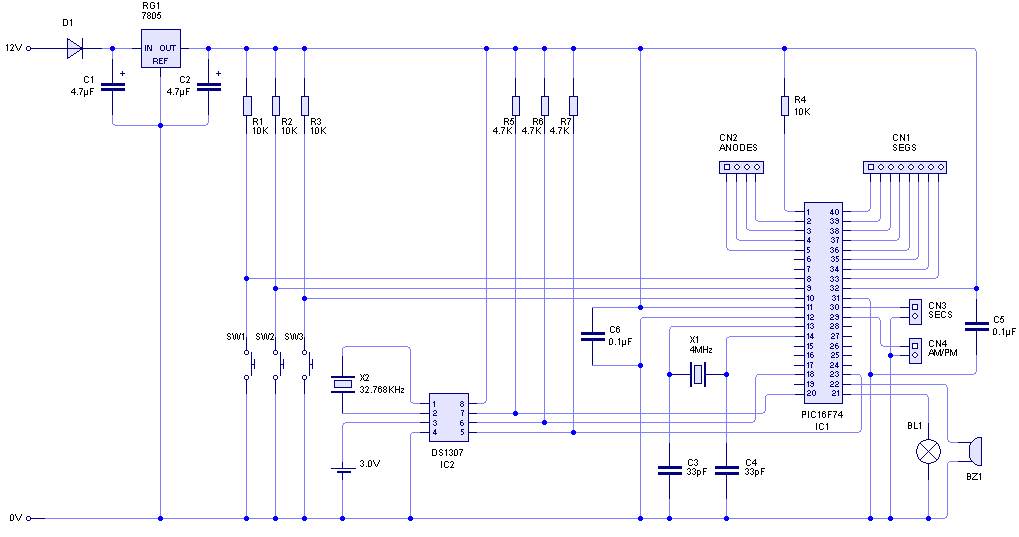 RG1
7805
D1
12V
IN OUT
REF
C1
4.7µF
+
C2
4.7µF
+
R1
10K
R2
10K
R3
10K
R5
4.7K
R6
4.7K
R7
4.7K
R4
10K
CN2
ANODES
CN1
SEGS
1 40
2 39
3 38
4 37
5 36
6 35
7 34
8 33
9 32
10 31
11 30
12 29
13 28
14 27
15 26
16 25
17 24
18 23
19 22
20 21
PIC16F74
IC1
CN3
SECS
CN4
AM/PM
C5
0.1µF
C6
0.1µF
X1
4MHz
SW1
SW2
SW3
X2
32.768KHz
1 8
2 7
3 6
4 5
DS1307
IC2
3.0V
C3
33pF
C4
33pF
BL1
BZ1
0V